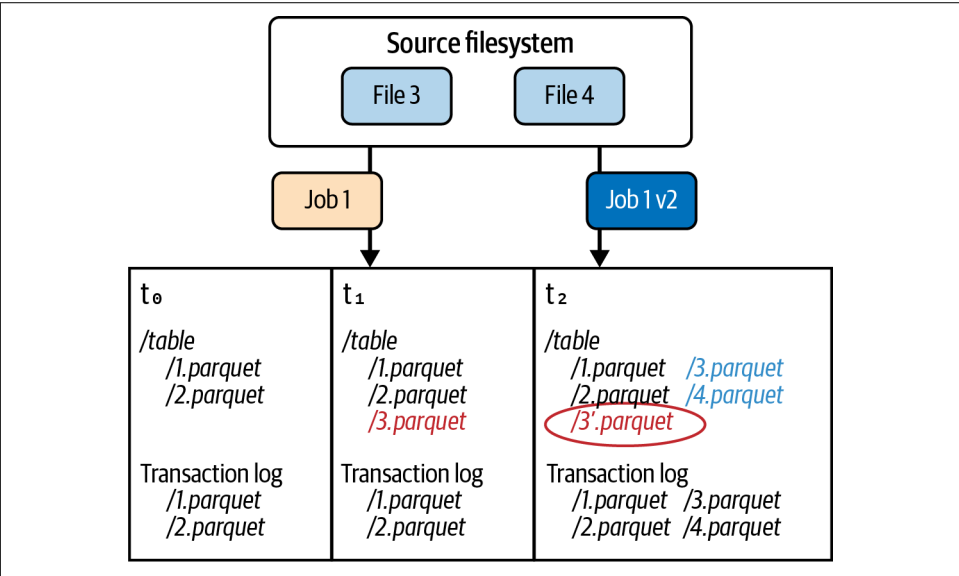 Source filesystem
File 3
File 4
Job 1
Job 1 v2
t₀
/table
/1.parquet
/2.parquet
Transaction log
/1.parquet
/2.parquet
t₁
/table
/1.parquet
/2.parquet
/3.parquet
Transaction log
/1.parquet
/2.parquet
t₂
/table
/1.parquet /3.parquet
/2.parquet /4.parquet
/3’.parquet
Transaction log
/1.parquet /3.parquet
/2.parquet /4.parquet